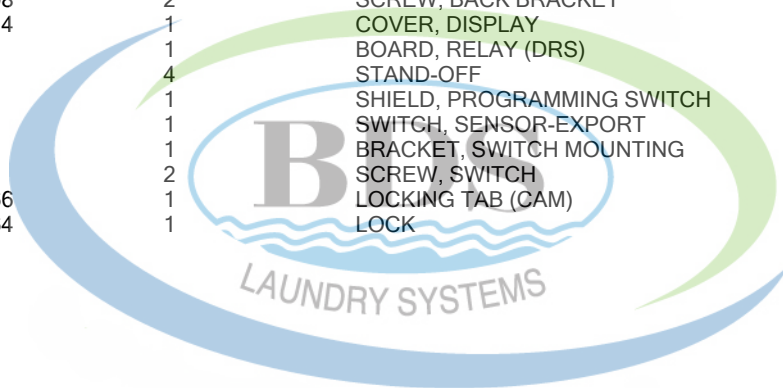 8 2 SCREW, BACK BRACKET
4 1 COVER, DISPLAY
1 BOARD, RELAY (DRS)
4 STAND-OFF
1 SHIELD, PROGRAMMING SWITCH
1 SWITCH, SENSOR-EXPORT
1 BRACKET, SWITCH MOUNTING
2 SCREW, SWITCH
6 1 LOCKING TAB (CAM)
4 1 LOCK
BDS
LAUNDRY SYSTEMS